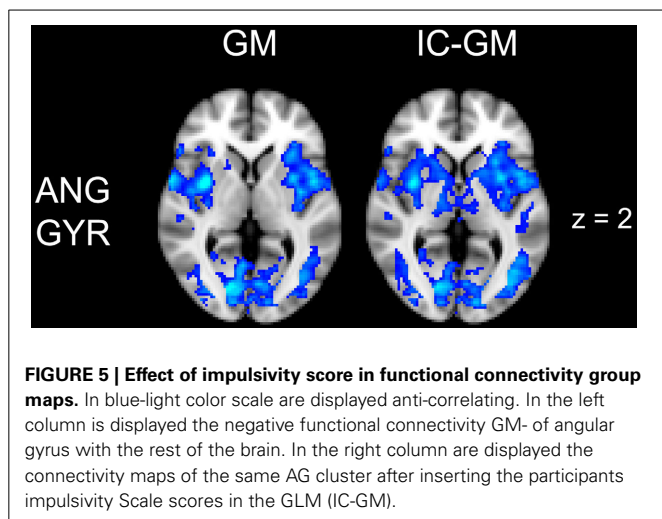 GM IC-GM
ANG
GYR
z = 2
FIGURE 5 | Effect of impulsivity score in functional connectivity group
maps. In blue-light color scale are displayed anti-correlating. In the left
column is displayed the negative functional connectivity GM- of angular
gyrus with the rest of the brain. In the right column are displayed the
connectivity maps of the same AG cluster after inserting the participants
impulsivity Scale scores in the GLM (IC-GM).